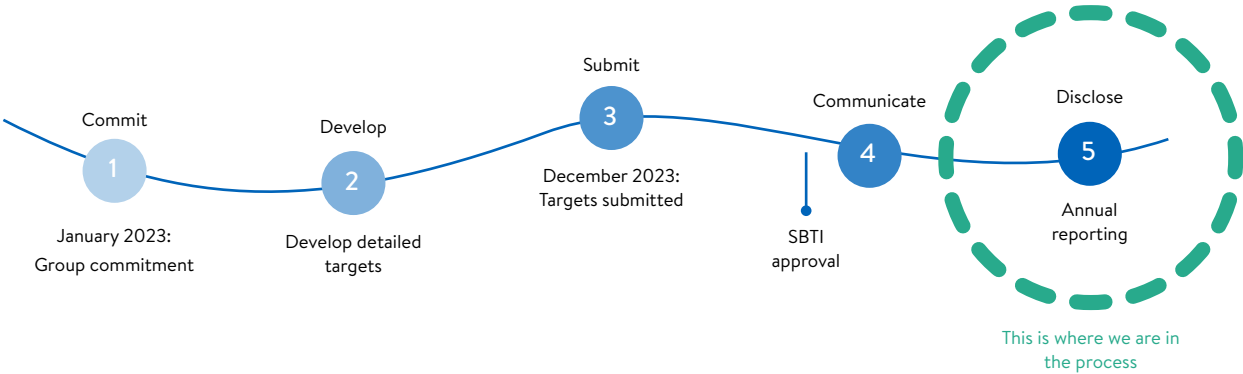 Commit
1
January 2023:
Group commitment
Develop
2
Develop detailed
targets
Submit
3
December 2023:
Targets submitted
SBTI
approval
Communicate
4
Disclose
5
Annual
reporting
This is where we are in
the process